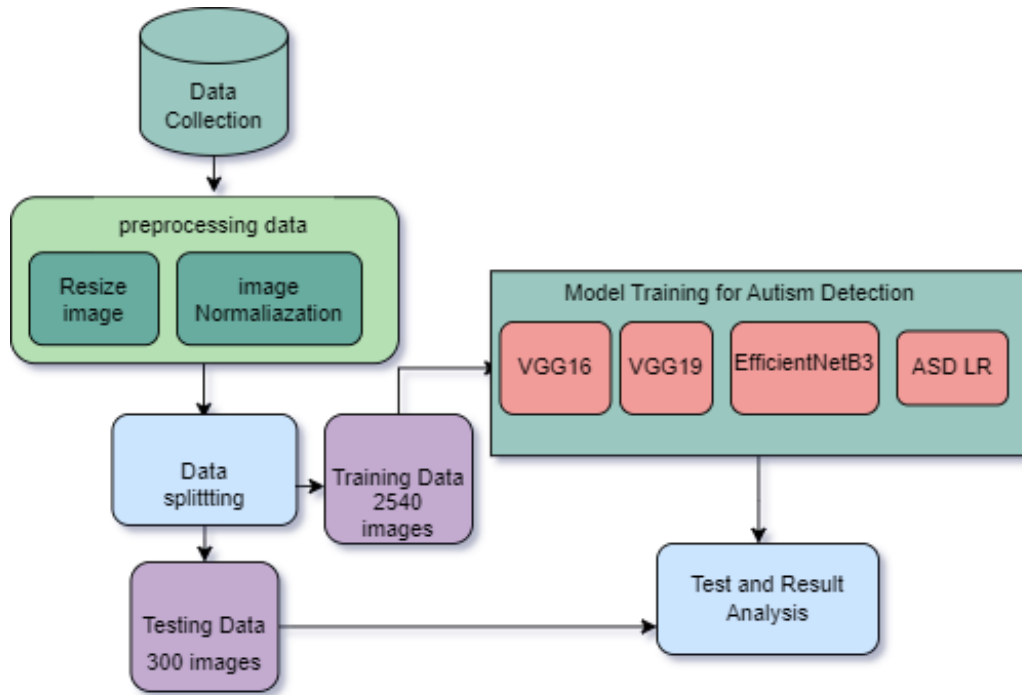 Data
Collection
preprocessing data
Resize
image
image
Normaliazation
Model Training for Autism Detection
VGG16
VGG19
EfficientNetB3
ASD LR
Data
splittting
Training Data
2540
images
Testing Data
300 images
Test and Result
Analysis